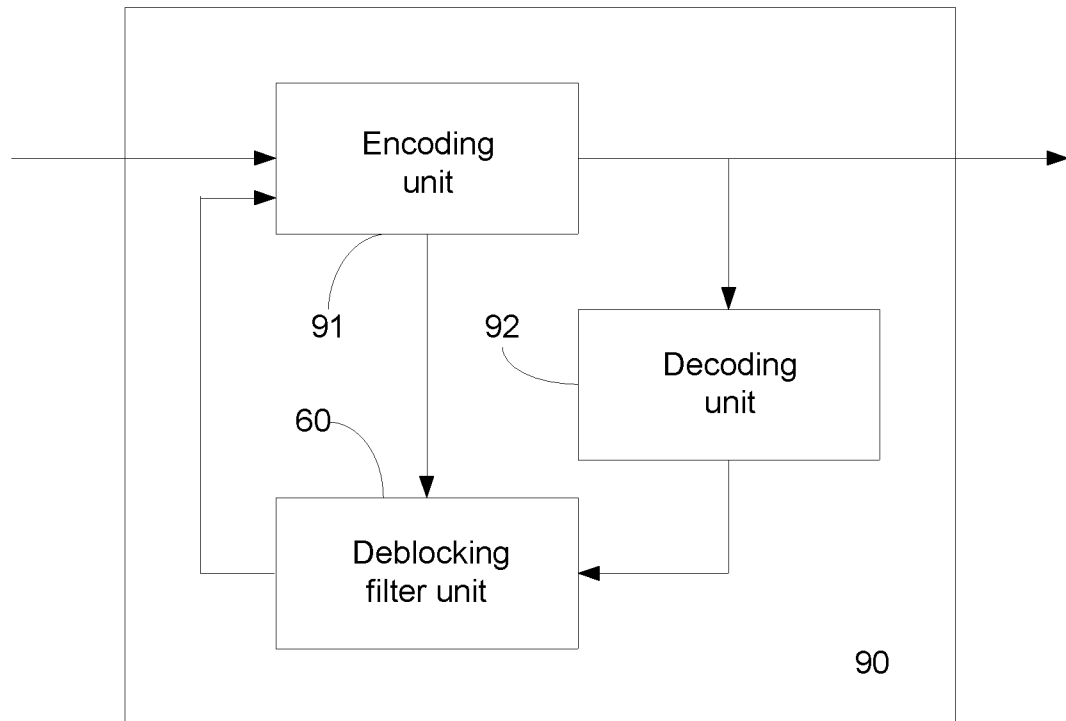 Encoding
unit
91
92
Decoding
unit
60
Deblocking
filter unit
90